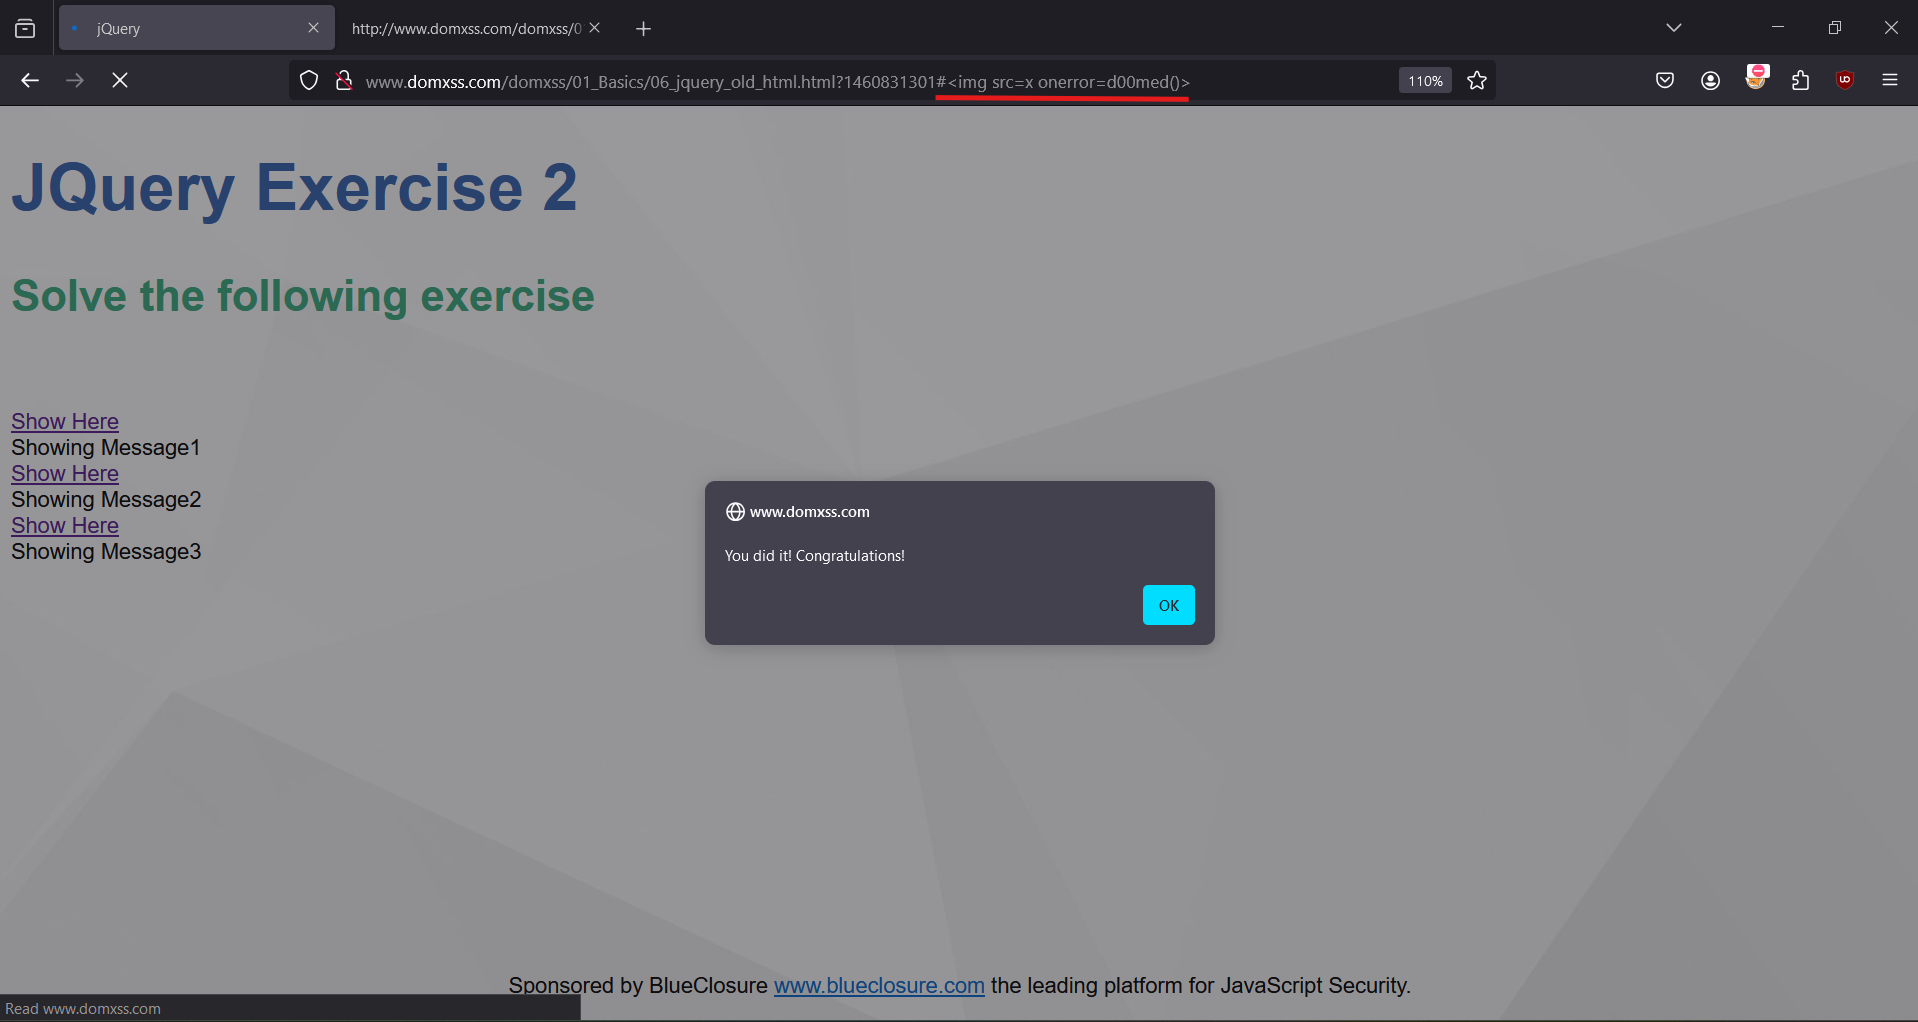 jQuery
http://www.domxss.com/domxss/0
www.domxss.com/domxss/01_Basics/06_jquery_old_html.html?1460831301#<img src=x onerror=d00med()>
110%
JQuery Exercise 2
Solve the following exercise
Show Here
Showing Message1
Show Here
Showing Message2
Show Here
Showing Message3
www.domxss.com
You did it! Congratulations!
OK
Sponsored by BlueClosure www.blueclosure.com the leading platform for JavaScript Security.
Read www.domxss.com